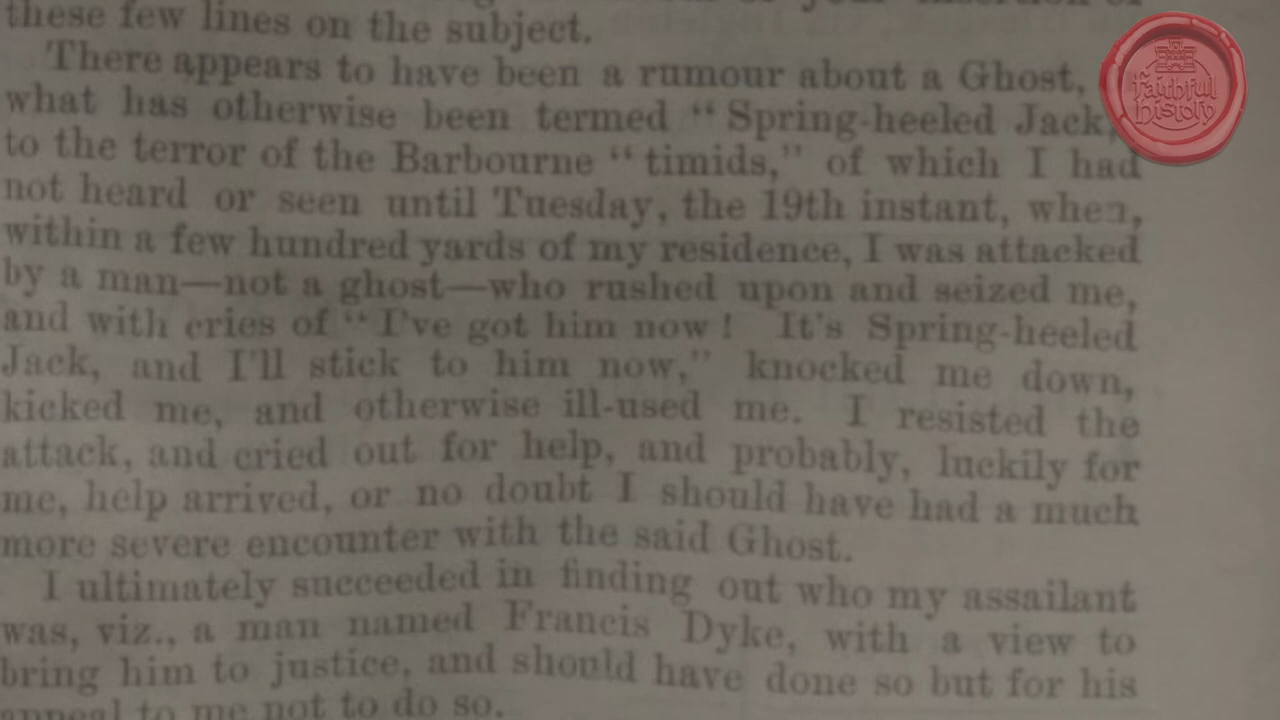 these few lines on the subject.
There appears to have been a rumour about a Ghost,
what has otherwise been termed “ Spring-heeled Jack,
to the terror of the Barbourne “ timids,” of which I had
not heard or seen until Tuesday, the 19th instant, when,
within a few hundred yards of my residence, I was attacked
by a man—not a ghost—who rushed upon and seized me,
and with cries of “ I've got him now ! It's Spring-heeled
Jack, and I'll stick to him now,” knocked me down,
kicked me, and otherwise ill-used me. I resisted the
attack, and cried out for help, and probably, luckily for
me, help arrived, or no doubt I should have had a much
more severe encounter with the said Ghost.
I ultimately succeeded in finding out who my assailant
was, viz., a man named Francis Dyke, with a view to
bring him to justice, and should have done so but for his
appeal to me not to do so.
faithful
history